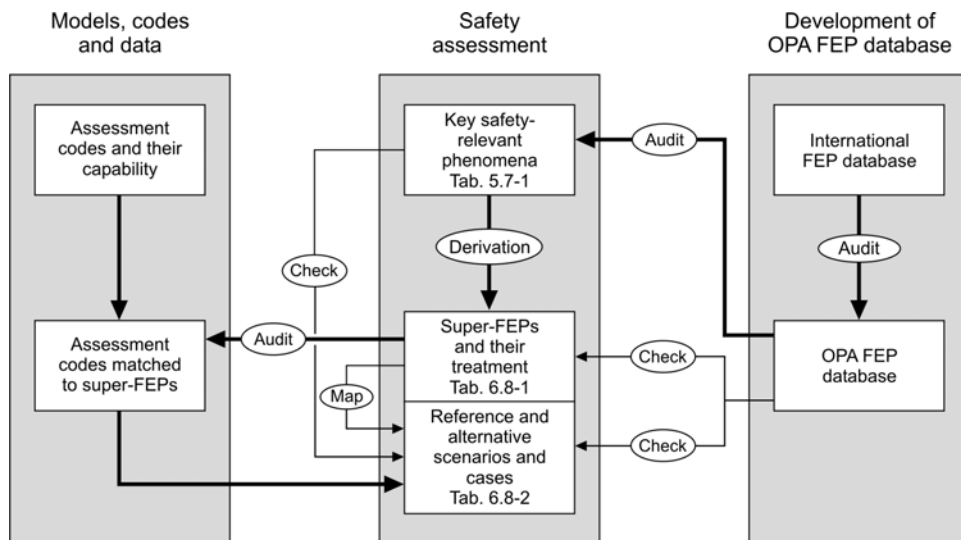 Models, codes
and data
Safety
assessment
Development of
OPA FEP database
Assessment
codes and their
capability
Key safety-
relevant
phenomena
Tab. 5.7-1
Audit
International
FEP database
Derivation
Audit
Check
Assessment
codes matched
to super-FEPs
Audit
Super-FEPs
and their
treatment
Tab. 6.8-1
Check
OPA FEP
database
Map
Reference and
alternative
scenarios and
cases
Tab. 6.8-2
Check